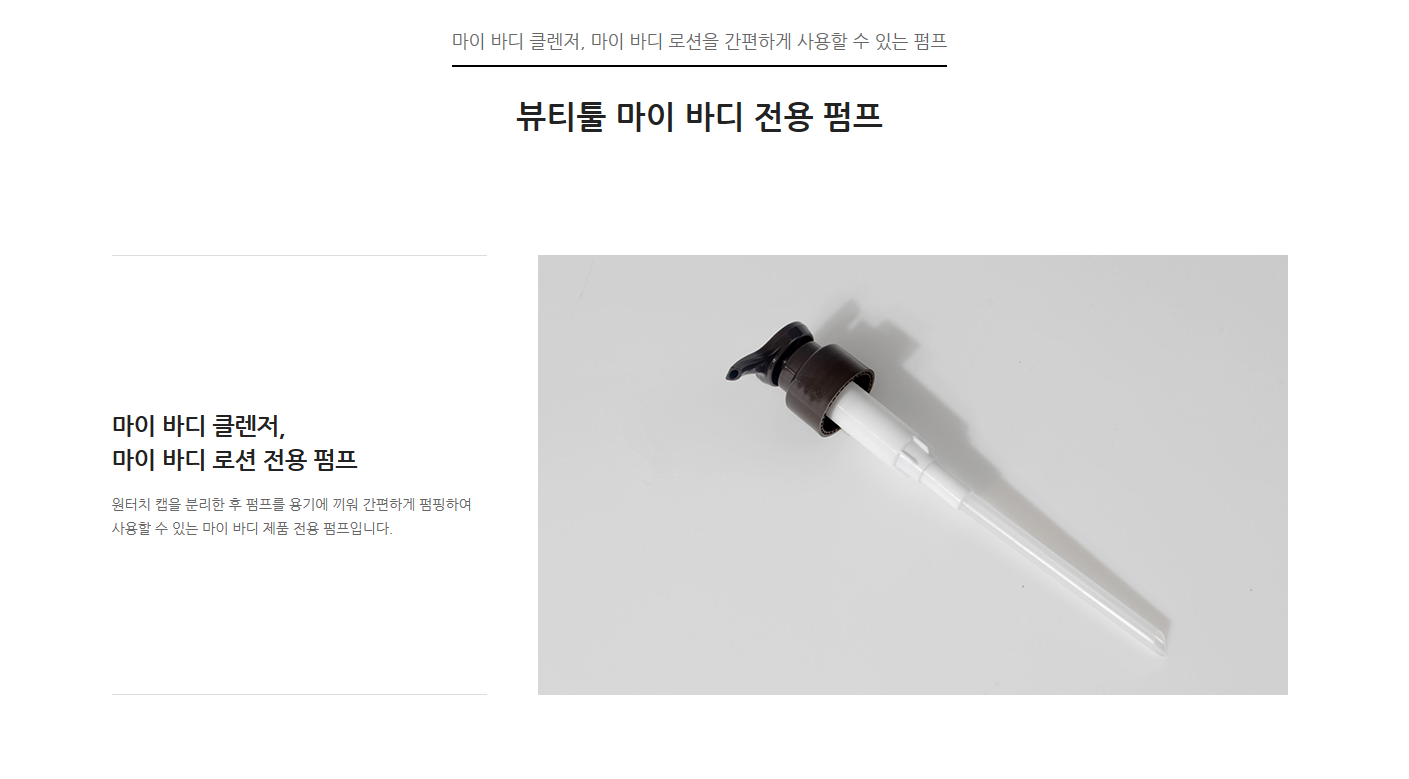 마이 바디 클렌저, 마이 바디 로션을 간편하게 사용할 수 있는 펌프
뷰티툴 마이 바디 전용 펌프
마이 바디 클렌저,
마이 바디 로션 전용 펌프
원터치 캡을 분리한 후 펌프를 용기에 끼워 간편하게 펌핑하여
사용할 수 있는 마이 바디 제품 전용 펌프입니다.